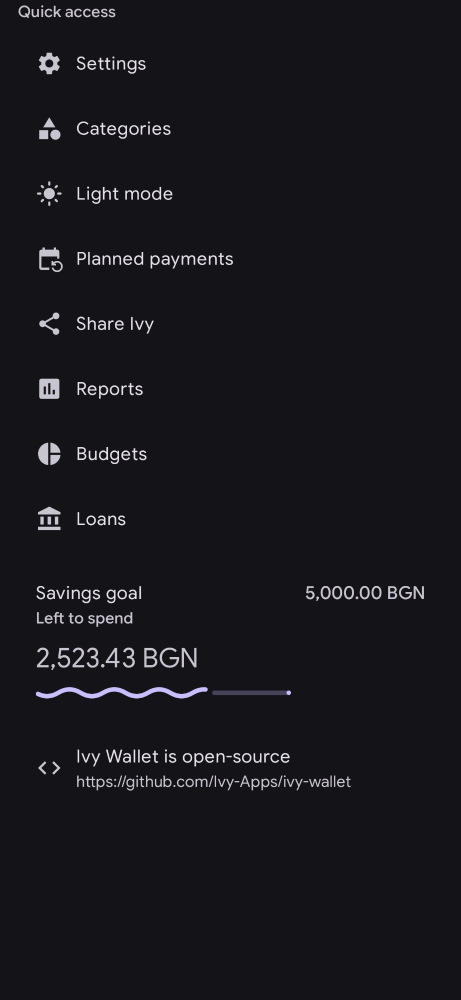 Quick access
Settings
Categories
Light mode
Planned payments
Share Ivy
Reports
Budgets
Loans
Savings goal 5,000.00 BGN
Left to spend
2,523.43 BGN
Ivy Wallet is open-source
https://github.com/Ivy-Apps/ivy-wallet